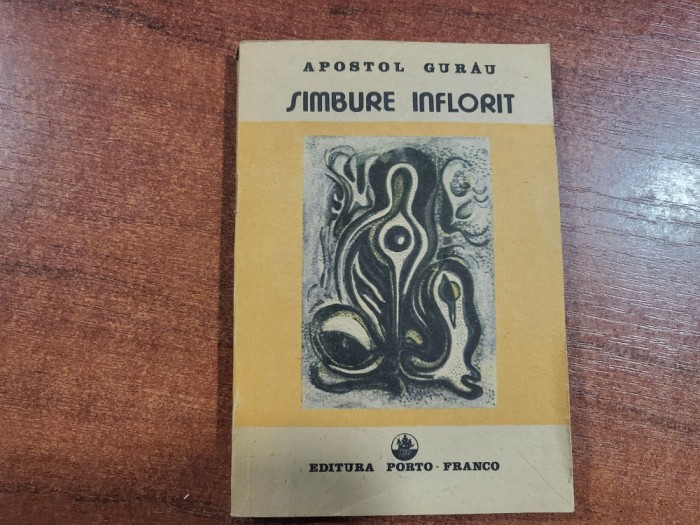 APOSTOL GURĂU
SIMBURE INFLORIT
EDITURA PORTO-FRANCO